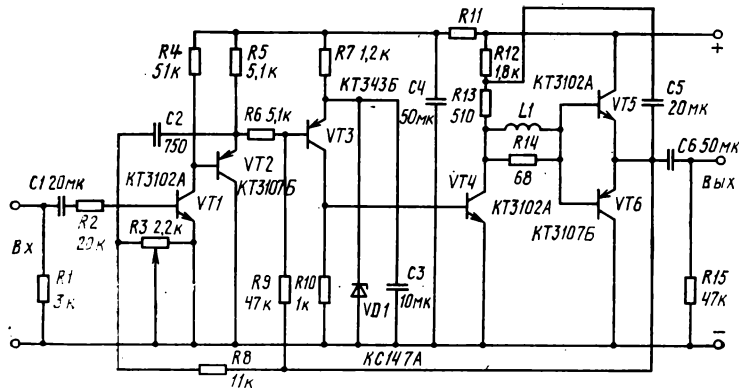 R11
+
R4
51к
R5
5,1к
R7 1,2к
R12
1,8к
C4
50мк
КТ343Б
R13
510
КТ3102А
VT5
C5
20мк
C2
750
R6 5,1к
VT3
L1
R14
68
C6 50мк
VT2
КТ3107Б
C1 20мк
КТ3102А
VT1
VT4
КТ3102А
VT6
Вых
R2
20к
R3 2,2к
КТ3107Б
Вх
R1
3к
R9
47к
R10
1к
VD1
C3
10мк
R15
47к
R8
11к
КС147А
−